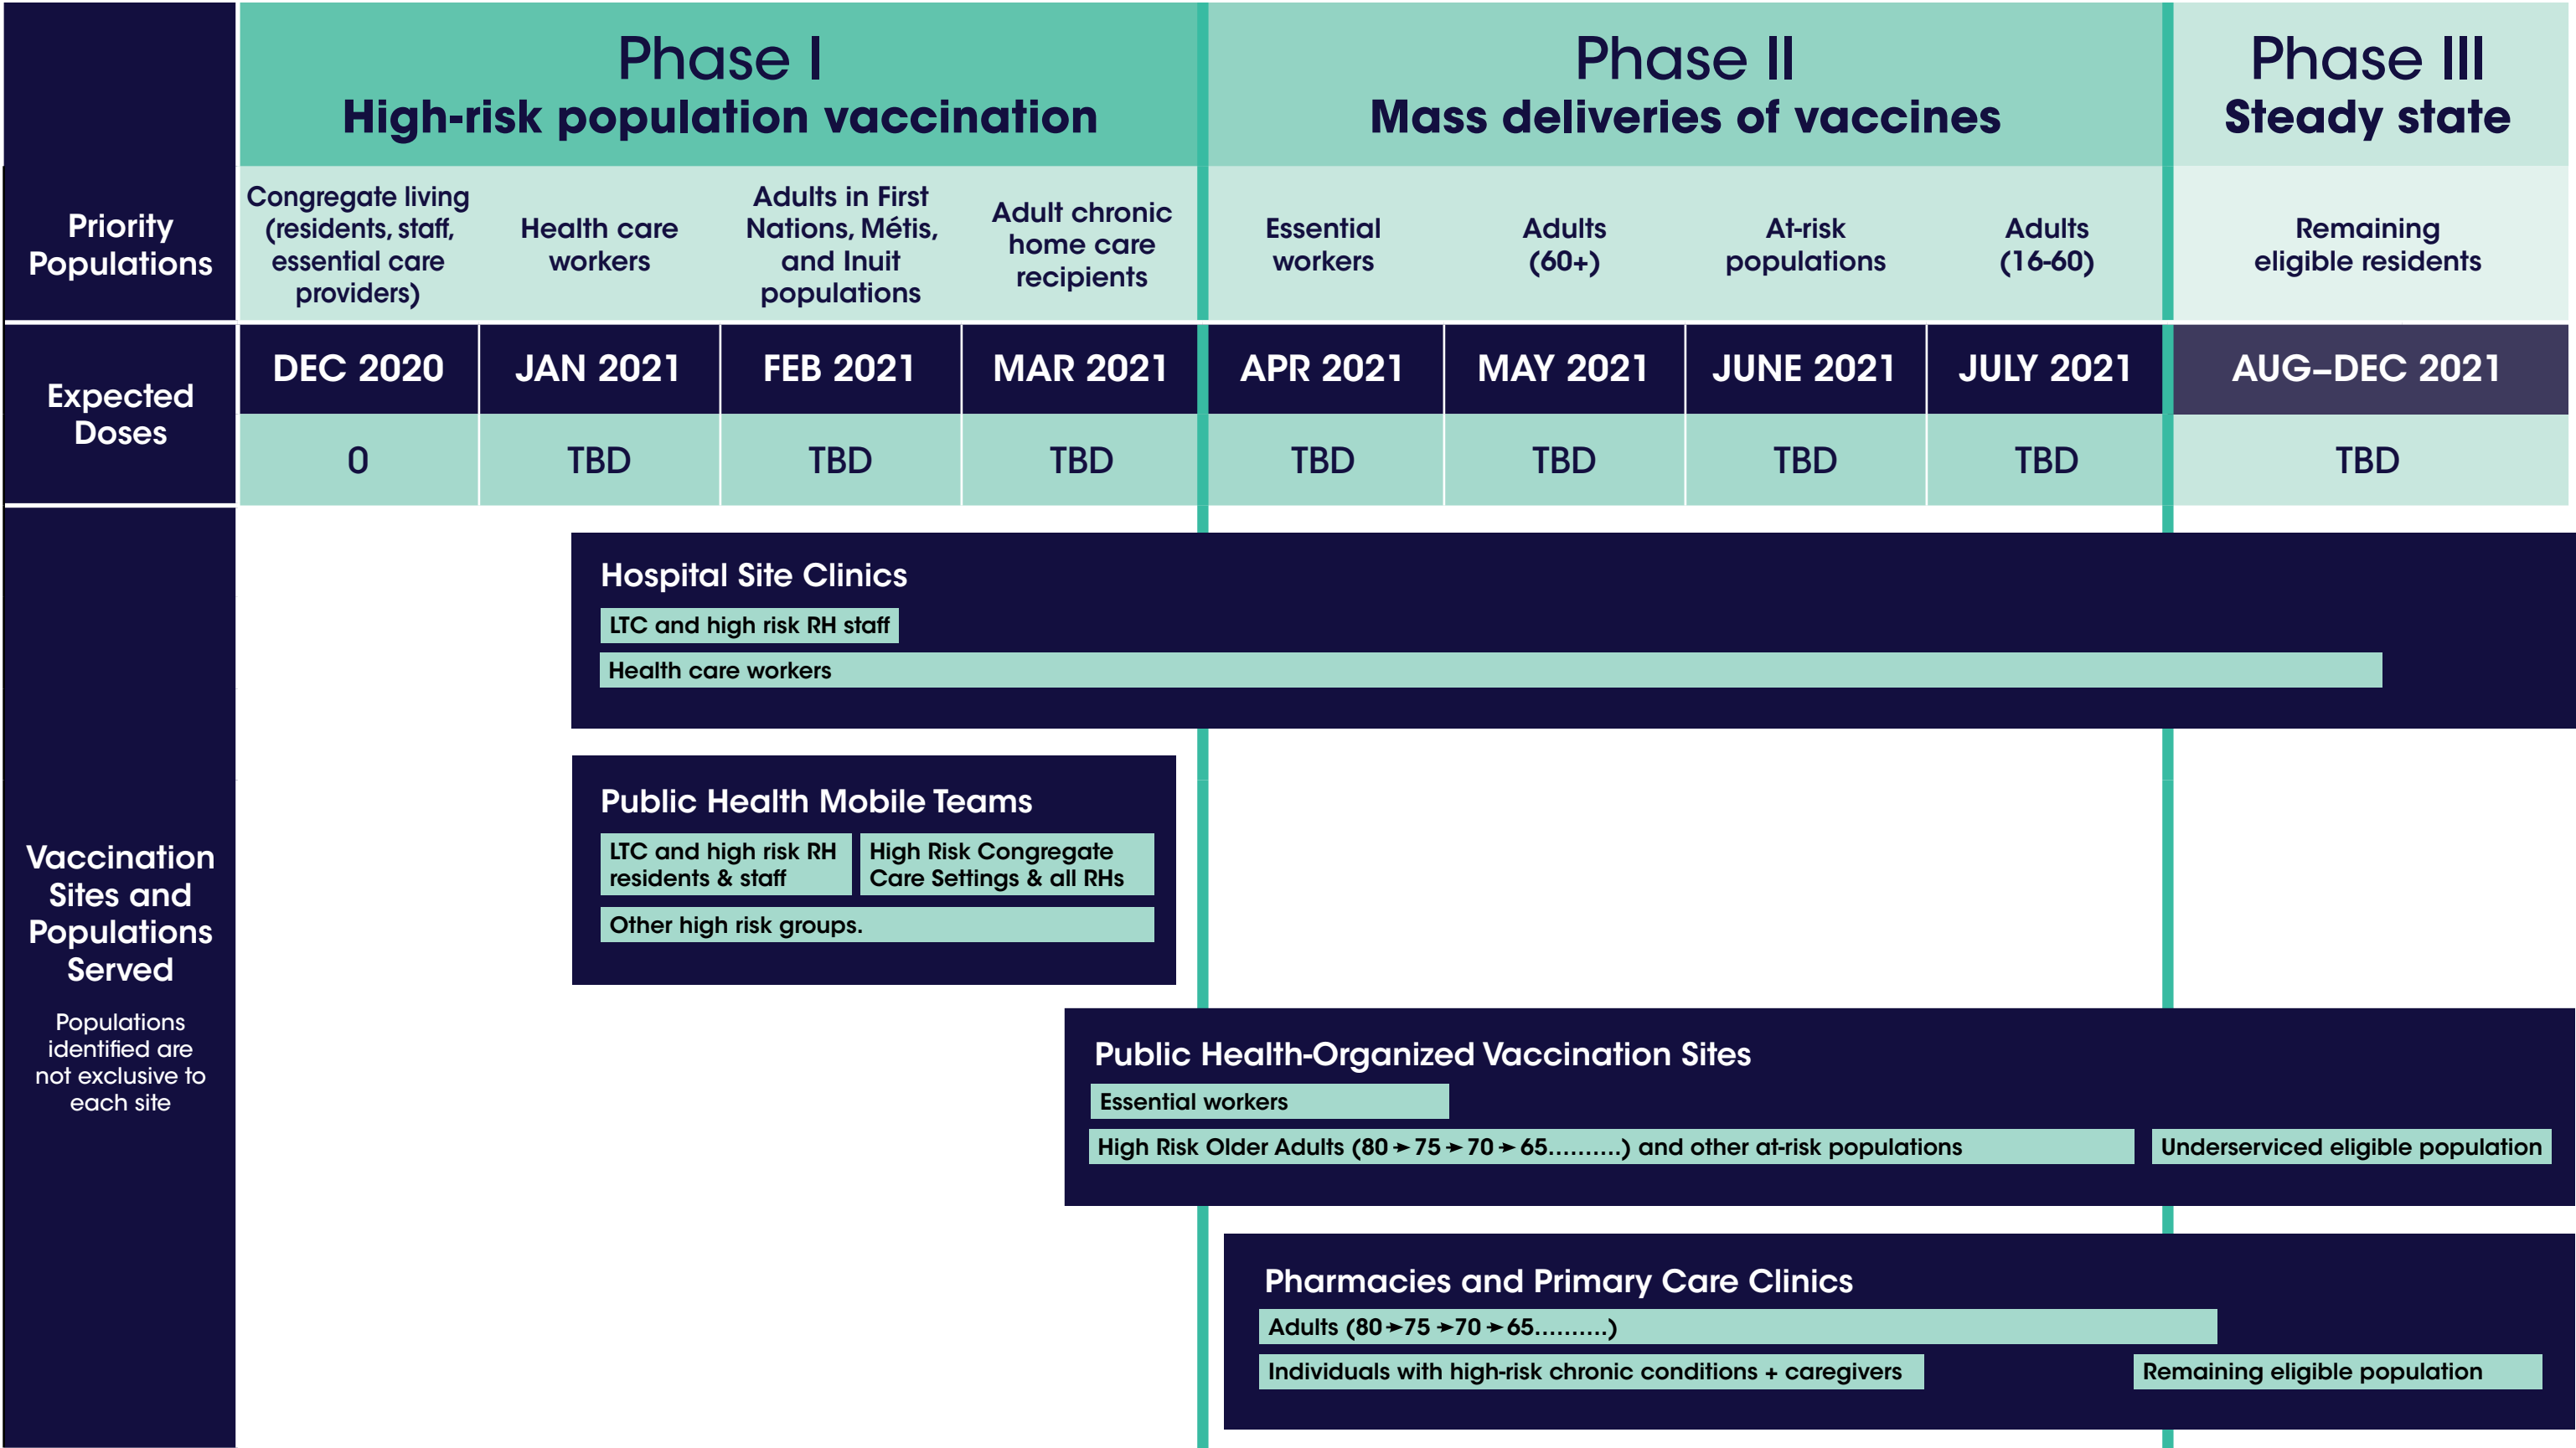 Phase I
High-risk population vaccination
Phase II
Mass deliveries of vaccines
Phase III
Steady state
Priority
Populations
Congregate living
(residents, staff,
essential care
providers)
Health care
workers
Adults in First
Nations, Métis,
and Inuit
populations
Adult chronic
home care
recipients
Essential
workers
Adults
(60+)
At-risk
populations
Adults
(16-60)
Remaining
eligible residents
Expected
Doses
DEC 2020
JAN 2021
FEB 2021
MAR 2021
APR 2021
MAY 2021
JUNE 2021
JULY 2021
AUG–DEC 2021
0
TBD
TBD
TBD
TBD
TBD
TBD
TBD
TBD
Vaccination
Sites and
Populations
Served
Populations
identified are
not exclusive to
each site
Hospital Site Clinics
LTC and high risk RH staff
Health care workers
Public Health Mobile Teams
LTC and high risk RH
residents & staff
High Risk Congregate
Care Settings & all RHs
Other high risk groups.
Public Health-Organized Vaccination Sites
Essential workers
High Risk Older Adults (80➛75➛70➛65..........) and other at-risk populations
Underserviced eligible population
Pharmacies and Primary Care Clinics
Adults (80➛75 ➛70➛65..........)
Individuals with high-risk chronic conditions + caregivers
Remaining eligible population